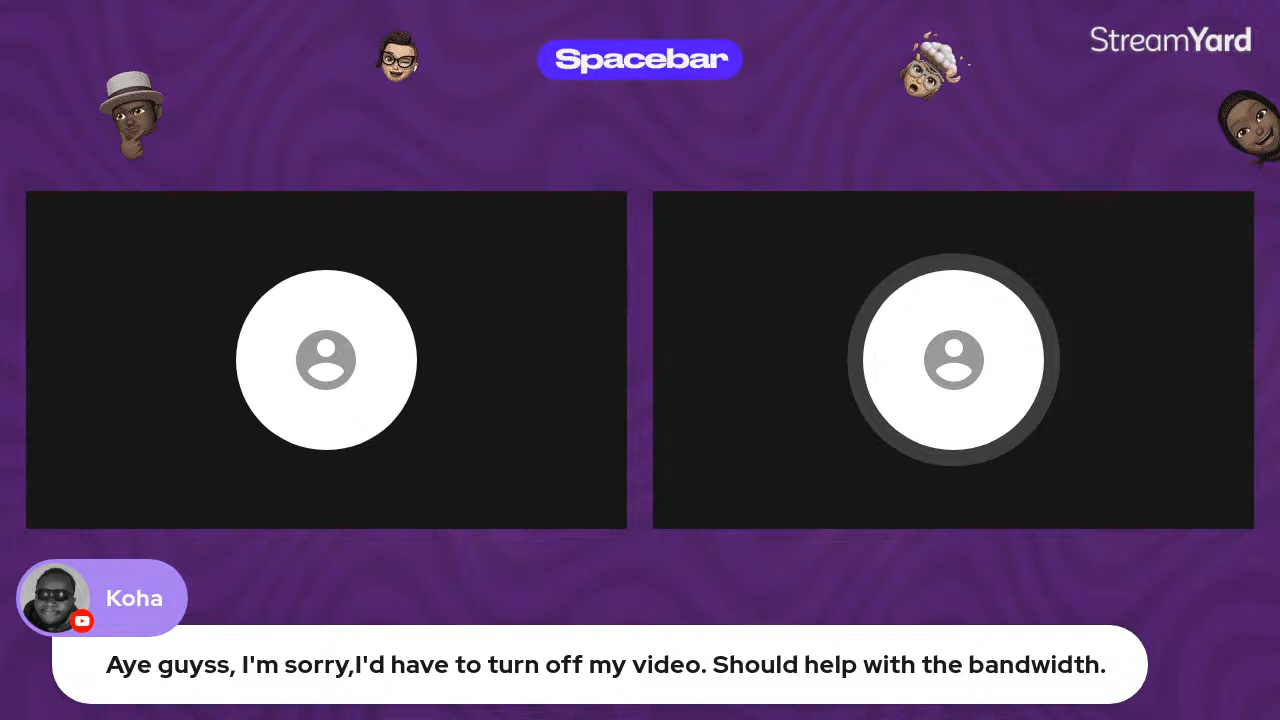 Spacebar
StreamYard
Koha
Aye guyss, I'm sorry,I'd have to turn off my video. Should help with the bandwidth.